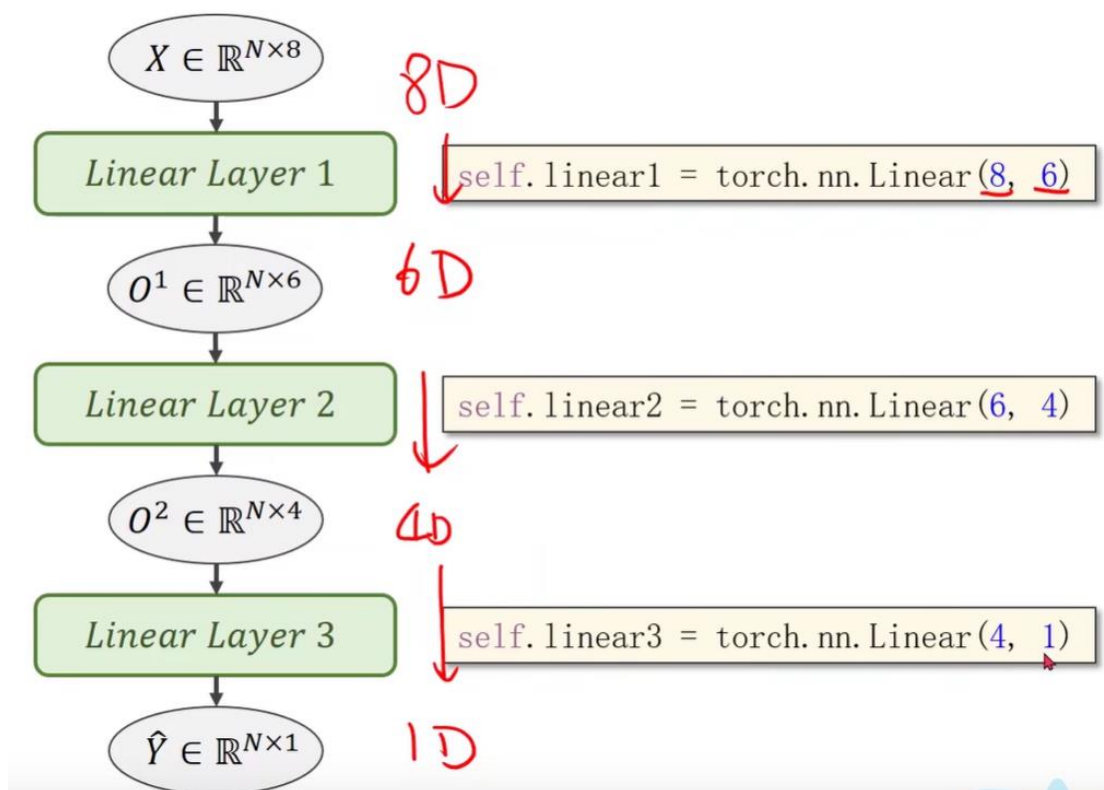 X ∈ ℝ^{N×8}
8D
Linear Layer 1
self.linear1 = torch.nn.Linear(8, 6)
O^1 ∈ ℝ^{N×6}
6D
Linear Layer 2
self.linear2 = torch.nn.Linear(6, 4)
O^2 ∈ ℝ^{N×4}
4D
Linear Layer 3
self.linear3 = torch.nn.Linear(4, 1)
Ŷ ∈ ℝ^{N×1}
1D